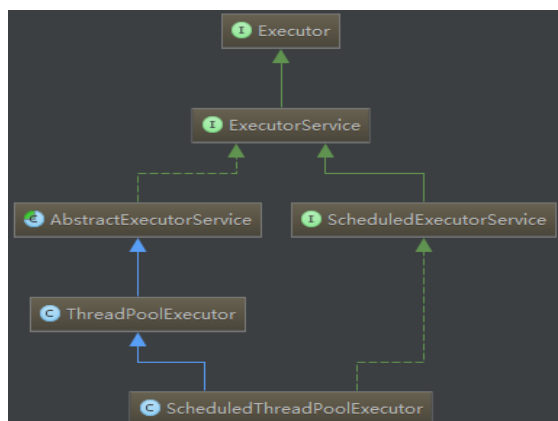 I Executor
I ExecutorService
C AbstractExecutorService
I ScheduledExecutorService
C ThreadPoolExecutor
C ScheduledThreadPoolExecutor